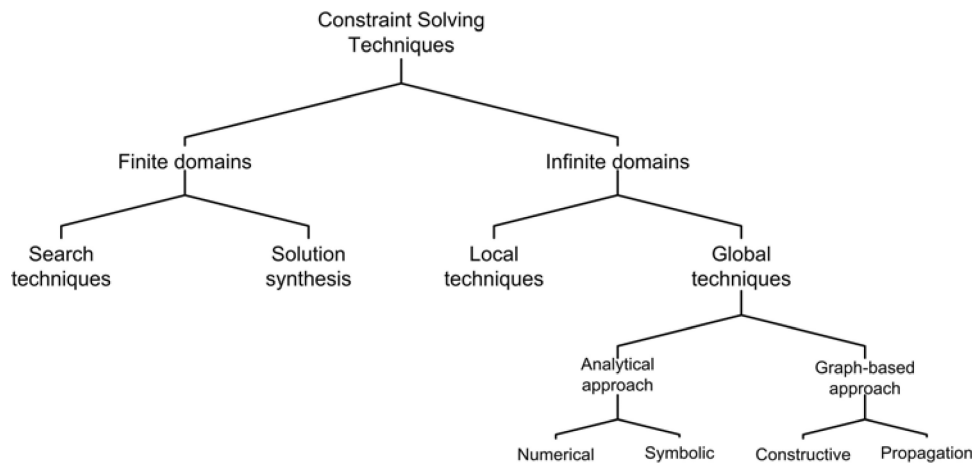 Constraint Solving
Techniques
Finite domains
Infinite domains
Search
techniques
Solution
synthesis
Local
techniques
Global
techniques
Analytical
approach
Graph-based
approach
Numerical
Symbolic
Constructive
Propagation